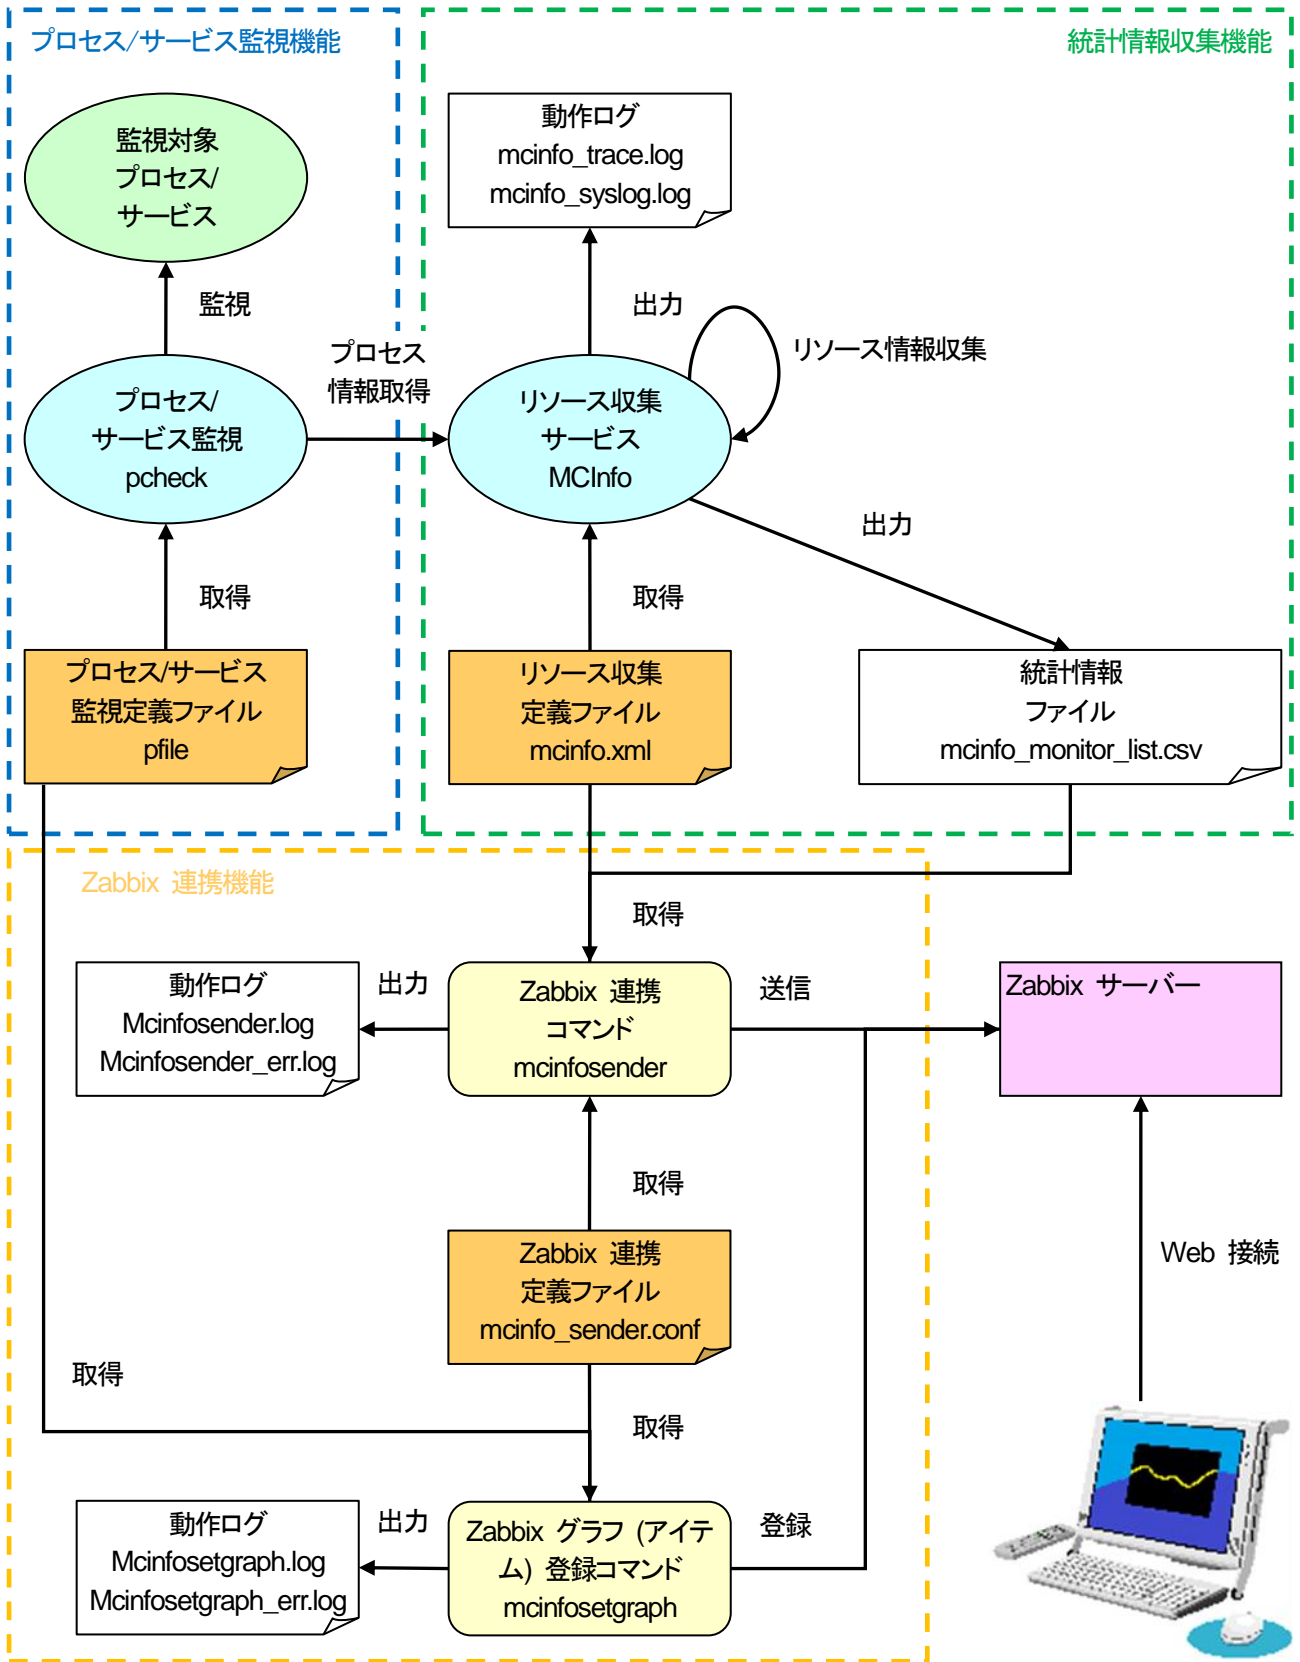 プロセス/サービス監視機能
統計情報収集機能
監視対象
プロセス/
サービス
動作ログ
mcinfo_trace.log
mcinfo_syslog.log
監視
出力
リソース情報収集
プロセス
情報取得
プロセス/
サービス監視
pcheck
リソース収集
サービス
MCInfo
出力
取得
取得
プロセス/サービス
監視定義ファイル
pfile
リソース収集
定義ファイル
mcinfo.xml
統計情報
ファイル
mcinfo_monitor_list.csv
Zabbix 連携機能
取得
動作ログ
Mcinfosender.log
Mcinfosender_err.log
出力
Zabbix 連携
コマンド
mcinfosender
送信
Zabbix サーバー
取得
Zabbix 連携
定義ファイル
mcinfo_sender.conf
Web 接続
取得
取得
動作ログ
Mcinfosetgraph.log
Mcinfosetgraph_err.log
出力
Zabbix グラフ (アイテ
ム) 登録コマンド
mcinfosetgraph
登録